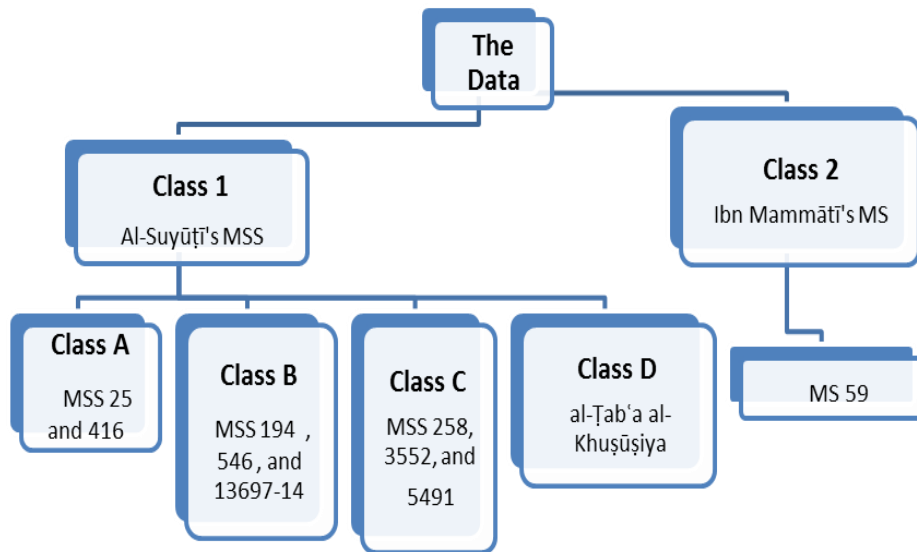 The
Data
Class 1
Al-Suyūṭī's MSS
Class 2
Ibn Mammātī's MS
Class A
MSS 25
and 416
Class B
MSS 194 ,
546 , and
13697-14
Class C
MSS 258,
3552, and
5491
Class D
al-Ṭabʿa al-
Khuṣūṣiya
MS 59